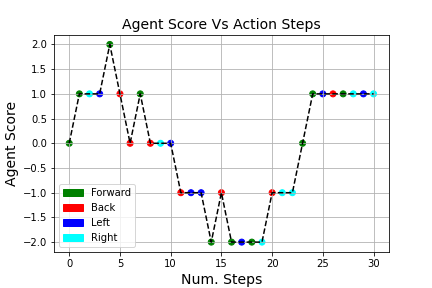 Agent Score Vs Action Steps
2.0
1.5
1.0
0.5
0.0
−0.5
−1.0
−1.5
−2.0
Agent Score
Forward
Back
Left
Right
0 5 10 15 20 25 30
Num. Steps